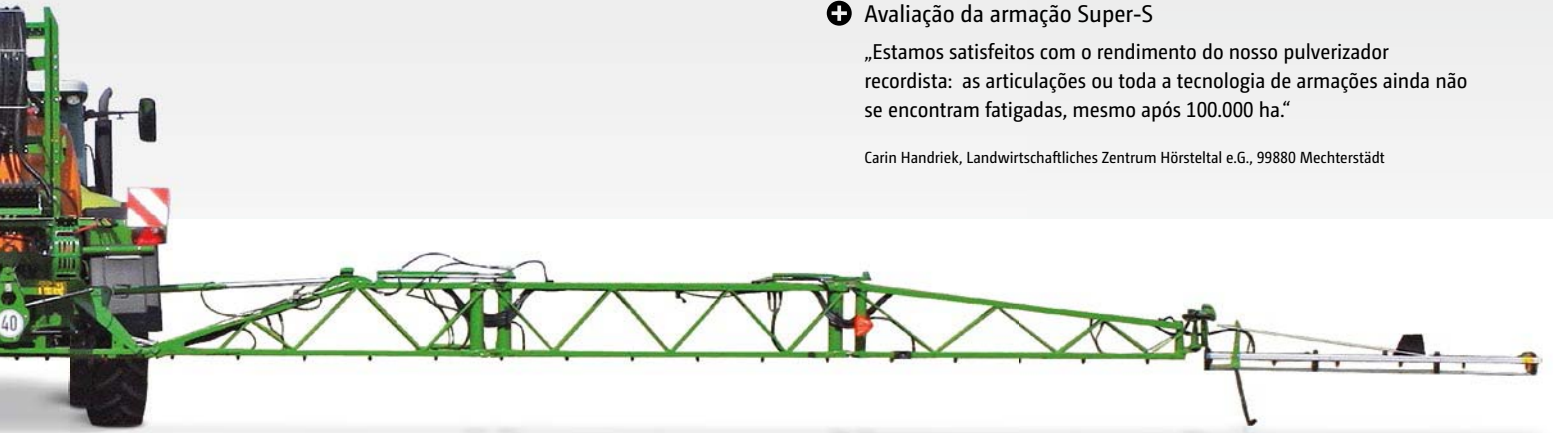 Avaliação da armação Super-S
„Estamos satisfeitos com o rendimento do nosso pulverizador
recordista: as articulações ou toda a tecnologia de armações ainda não
se encontram fatigadas, mesmo após 100.000 ha.“
Carin Handriek, Landwirtschaftliches Zentrum Hörsteltal e.G., 99880 Mechterstädt
40